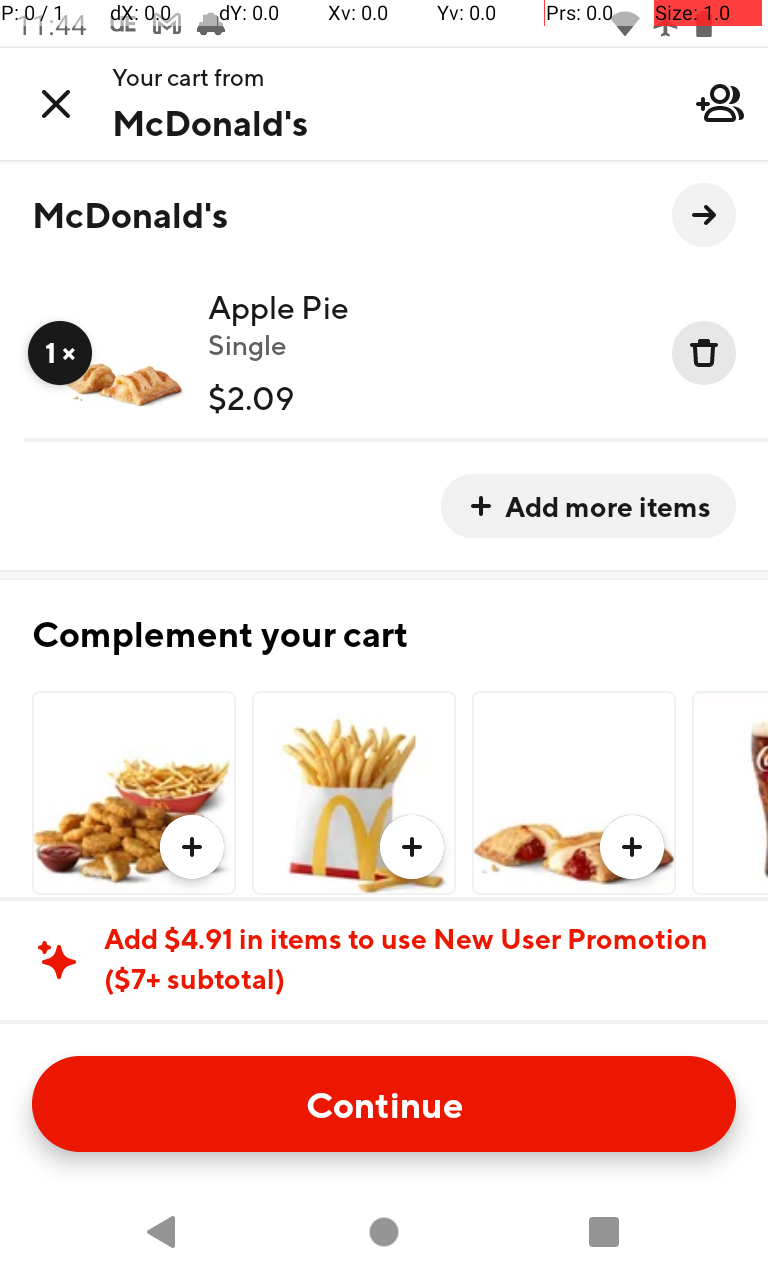 P: 0 / 1 dX: 0.0 dY: 0.0 Xv: 0.0 Yv: 0.0 Prs: 0.0 Size: 1.0
11:44
Your cart from
McDonald's
McDonald's
1 ×
Apple Pie
Single
$2.09
+ Add more items
Complement your cart
Add $4.91 in items to use New User Promotion
($7+ subtotal)
Continue